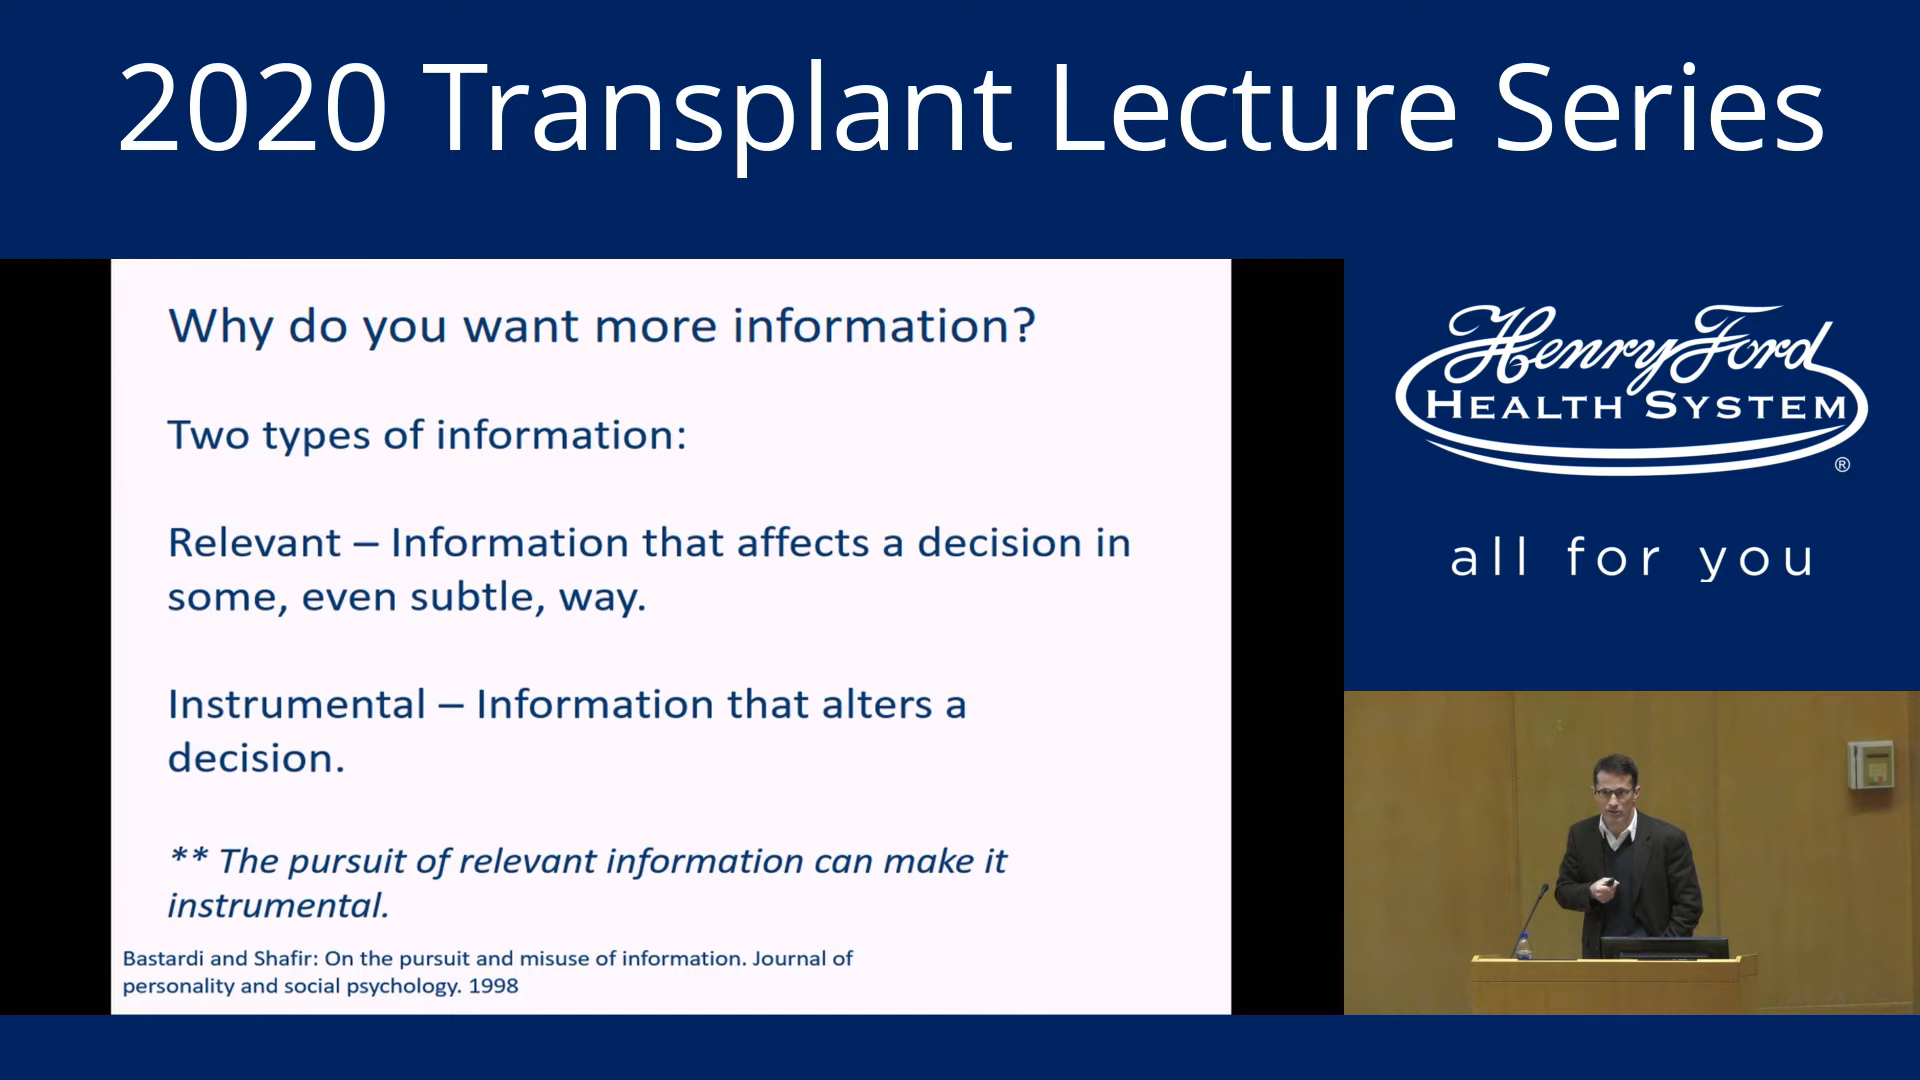 2020 Transplant Lecture Series
Why do you want more information?
Two types of information:
Relevant – Information that affects a decision in
some, even subtle, way.
Instrumental – Information that alters a
decision.
** The pursuit of relevant information can make it
instrumental.
Bastardi and Shafir: On the pursuit and misuse of information. Journal of
personality and social psychology. 1998
Henry Ford
HEALTH SYSTEM
®
all for you